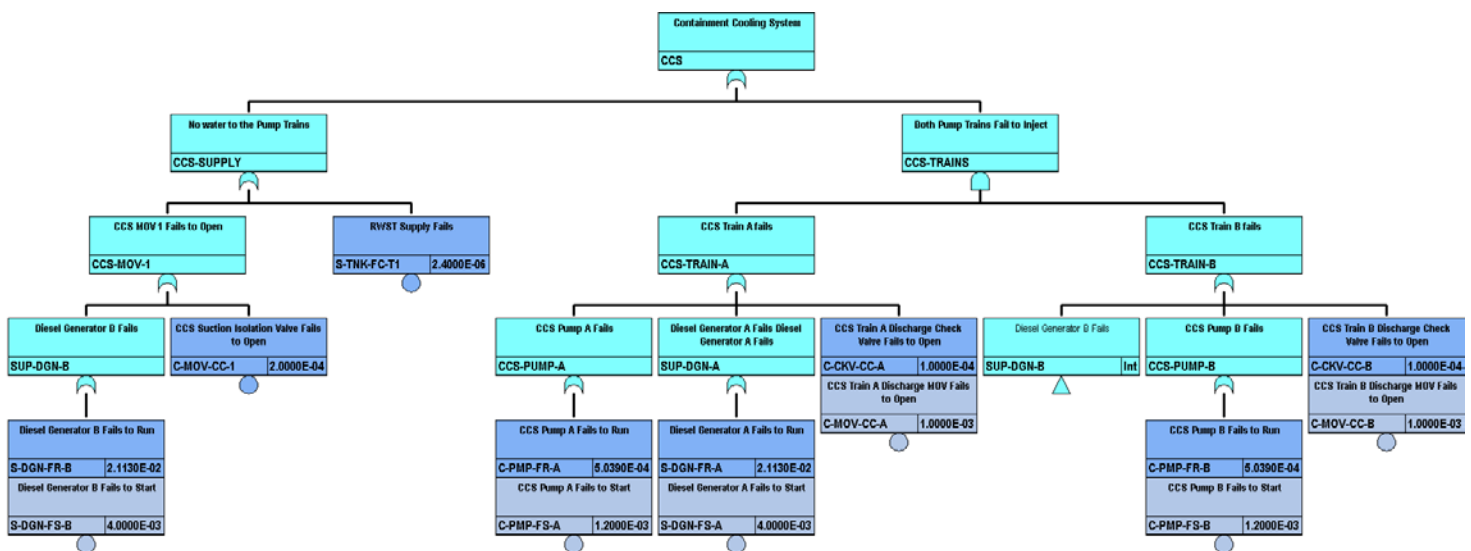 Containment Cooling System
CCS
No water to the Pump Trains
CCS-SUPPLY
Both Pump Trains Fail to Inject
CCS-TRAINS
CCS MOV 1 Fails to Open
CCS-MOV-1
RWST Supply Fails
S-TNK-FC-T1 2.4000E-06
CCS Train A fails
CCS-TRAIN-A
CCS Train B fails
CCS-TRAIN-B
Diesel Generator B Fails
SUP-DGN-B
CCS Suction Isolation Valve Fails
to Open
C-MOV-CC-1 2.0000E-04
CCS Pump A Fails
CCS-PUMP-A
Diesel Generator A Fails Diesel
Generator A Fails
SUP-DGN-A
CCS Train A Discharge Check
Valve Fails to Open
C-CKV-CC-A 1.0000E-04
CCS Train A Discharge MOV Fails
to Open
C-MOV-CC-A 1.0000E-03
Diesel Generator B Fails
SUP-DGN-B Int
CCS Pump B Fails
CCS-PUMP-B
CCS Train B Discharge Check
Valve Fails to Open
C-CKV-CC-B 1.0000E-04
CCS Train B Discharge MOV Fails
to Open
C-MOV-CC-B 1.0000E-03
Diesel Generator B Fails to Run
S-DGN-FR-B 2.1130E-02
Diesel Generator B Fails to Start
S-DGN-FS-B 4.0000E-03
CCS Pump A Fails to Run
C-PMP-FR-A 5.0390E-04
CCS Pump A Fails to Start
C-PMP-FS-A 1.2000E-03
Diesel Generator A Fails to Run
S-DGN-FR-A 2.1130E-02
Diesel Generator A Fails to Start
S-DGN-FS-A 4.0000E-03
CCS Pump B Fails to Run
C-PMP-FR-B 5.0390E-04
CCS Pump B Fails to Start
C-PMP-FS-B 1.2000E-03